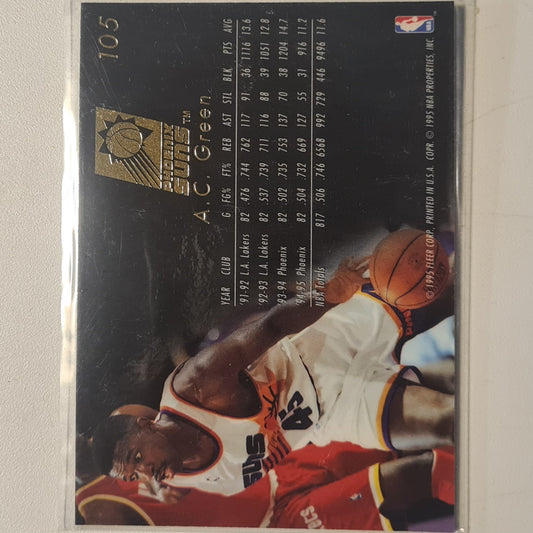 105
PHOENIX
SUNS™
A.C. Green
YEAR CLUB G FG% FT% REB AST STL BLK PTS AVG
'91-92 L.A. Lakers 82 .476 .744 762 117 91 36 1116 13.6
'92-93 L.A. Lakers 82 .537 .739 711 116 88 39 1051 12.8
'93-94 Phoenix 82 .502 .735 753 137 70 38 1204 14.7
'94-95 Phoenix 82 .504 .732 669 127 55 31 916 11.2
NBA Totals 817 .506 .746 6568 992 729 446 9496 11.6
© 1995 FLEER CORP., PRINTED IN U.S.A. COPR. © 1995 NBA PROPERTIES, INC.
NBA
SUNS
45